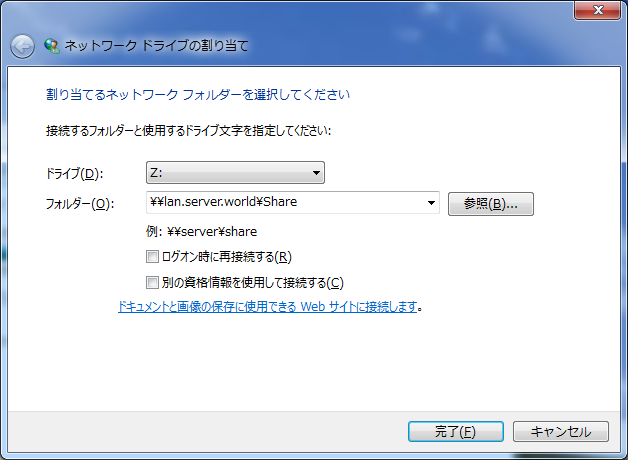 ネットワーク ドライブの割り当て
割り当てるネットワーク フォルダーを選択してください
接続するフォルダーと使用するドライブ文字を指定してください:
ドライブ(D): Z:
フォルダー(O): ¥¥lan.server.world¥Share 参照(B)...
例: ¥¥server¥share
ログオン時に再接続する(R)
別の資格情報を使用して接続する(C)
ドキュメントと画像の保存に使用できる Web サイトに接続します。
完了(F) キャンセル